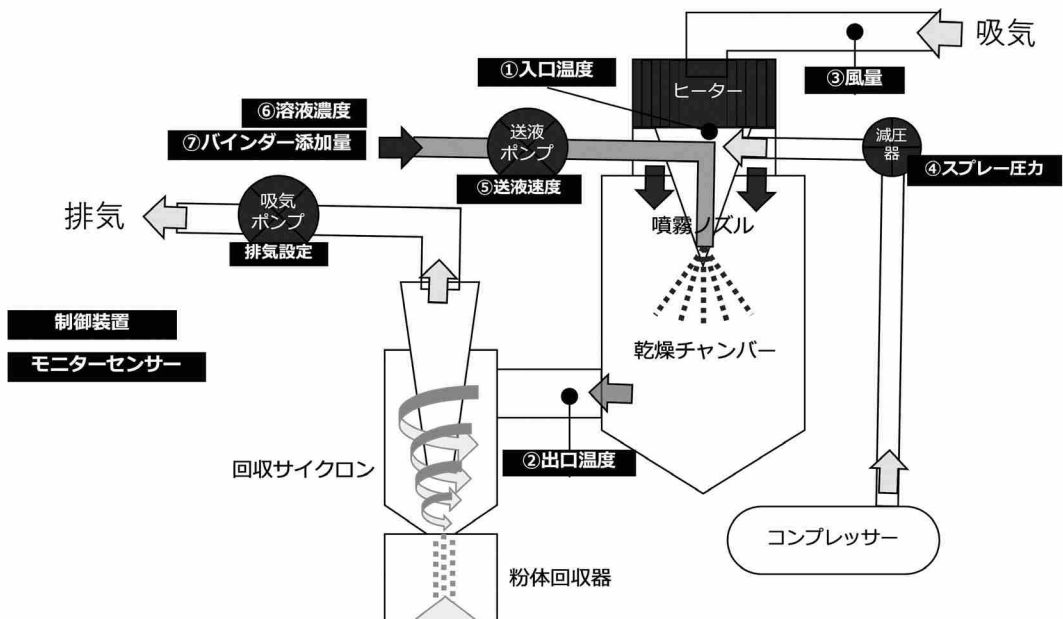 吸気
①入口温度
③風量
ヒーター
⑥溶液濃度
⑦バインダー添加量
送液
ポンプ
⑤送液速度
減圧
器
④スプレー圧力
排気
吸気
ポンプ
排気設定
噴霧ノズル
制御装置
モニターセンサー
乾燥チャンバー
②出口温度
回収サイクロン
コンプレッサー
粉体回収器